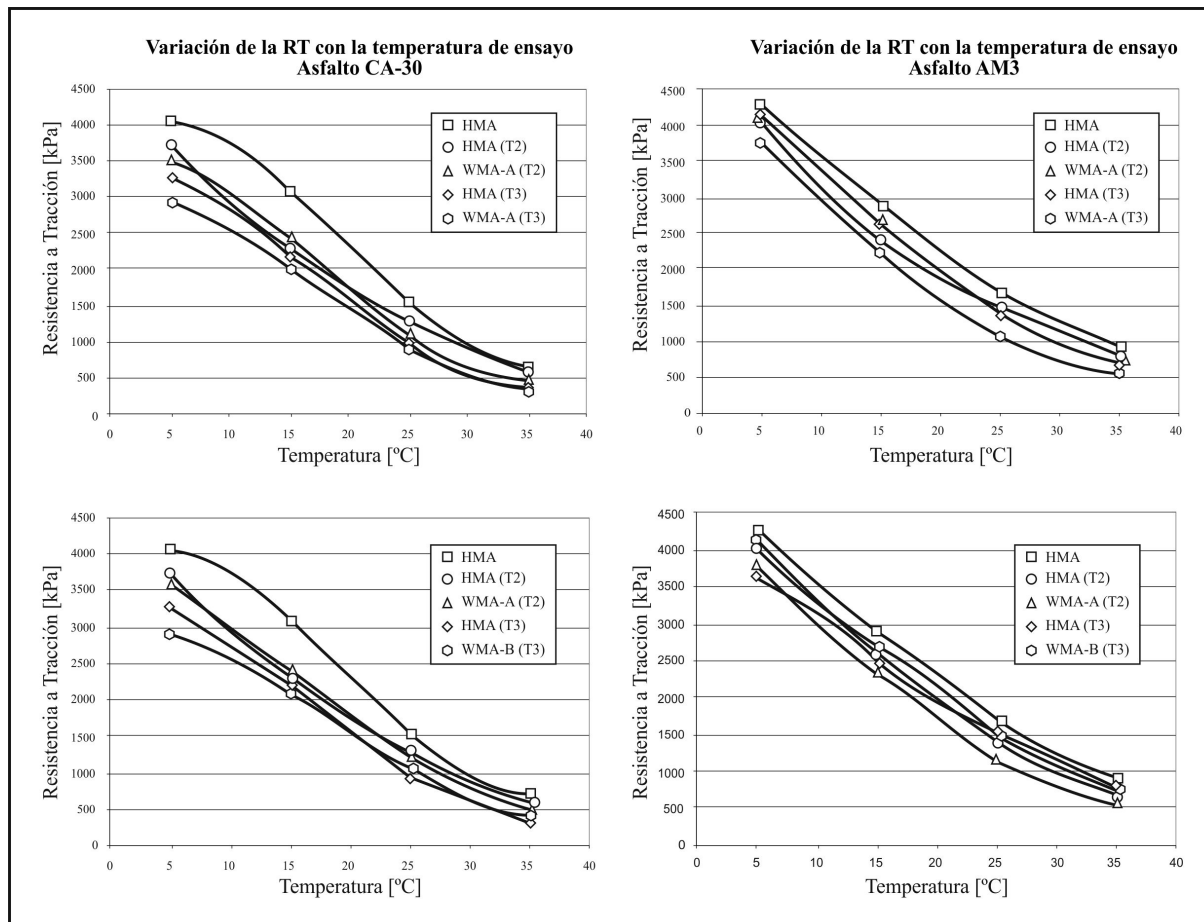 Variación de la RT con la temperatura de ensayo
Asfalto CA-30
4500
4000
3500
3000
2500
2000
1500
1000
500
0
Resistencia a Tracción [kPa]
HMA
HMA (T2)
WMA-A (T2)
HMA (T3)
WMA-A (T3)
0 5 10 15 20 25 30 35 40
Temperatura [ºC]
Variación de la RT con la temperatura de ensayo
Asfalto AM3
4500
4000
3500
3000
2500
2000
1500
1000
500
0
Resistencia a Tracción [kPa]
HMA
HMA (T2)
WMA-A (T2)
HMA (T3)
WMA-A (T3)
0 5 10 15 20 25 30 35 40
Temperatura [ºC]
4500
4000
3500
3000
2500
2000
1500
1000
500
0
Resistencia a Tracción [kPa]
HMA
HMA (T2)
WMA-A (T2)
HMA (T3)
WMA-B (T3)
0 5 10 15 20 25 30 35 40
Temperatura [ºC]
4500
4000
3500
3000
5000
2000
1500
1000
500
0
Resistencia a Tracción [kPa]
HMA
HMA (T2)
WMA-A (T2)
HMA (T3)
WMA-B (T3)
0 5 10 15 20 25 30 35 40
Temperatura [ºC]